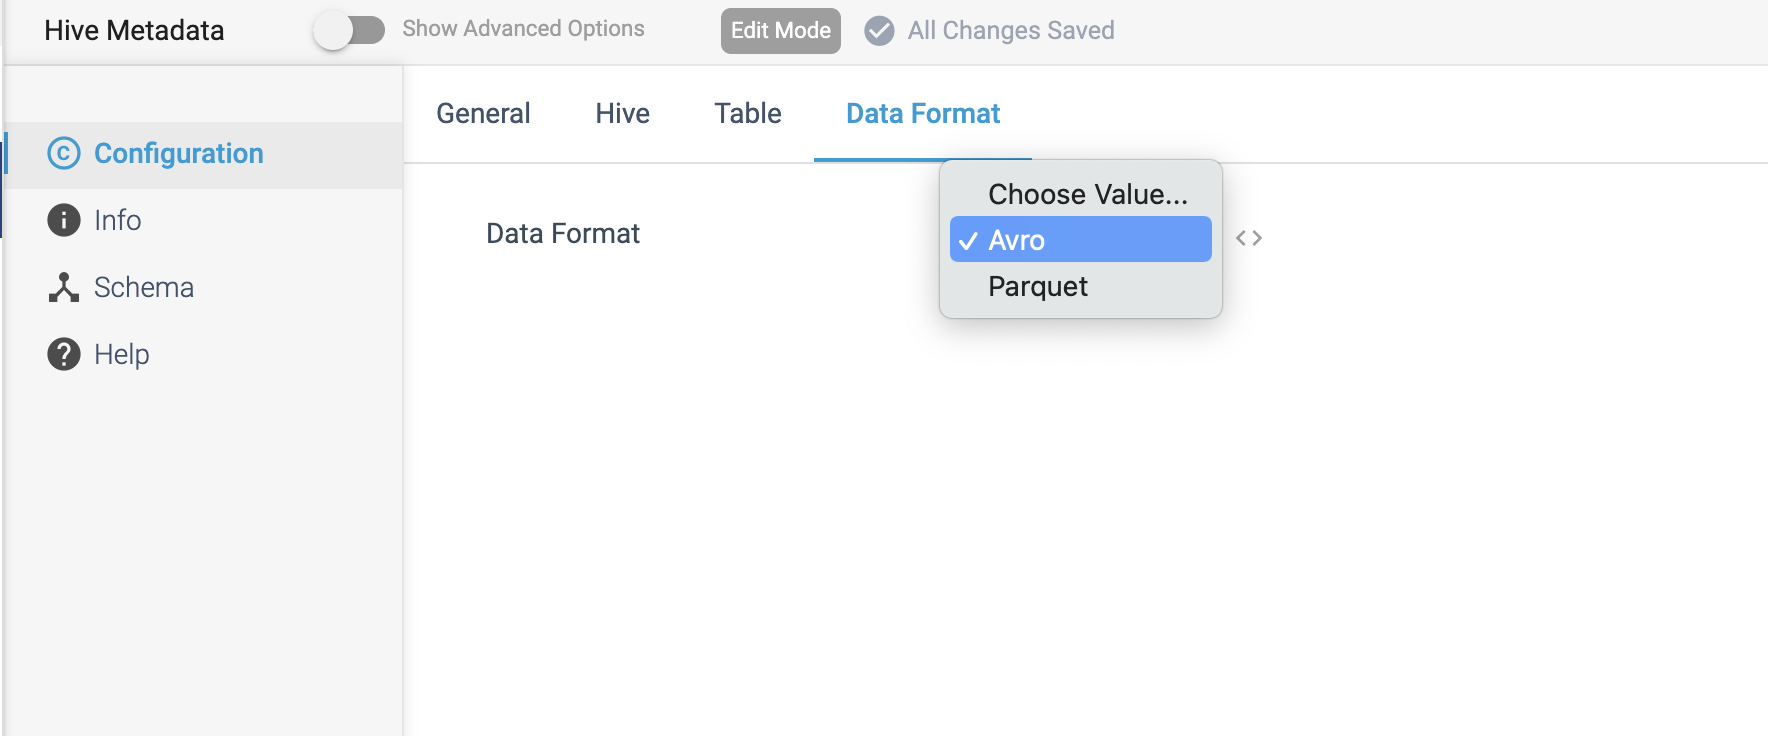 Hive Metadata
Show Advanced Options
Edit Mode
All Changes Saved
General
Hive
Table
Data Format
Configuration
Info
Schema
Help
Data Format
Choose Value...
✓ Avro
Parquet